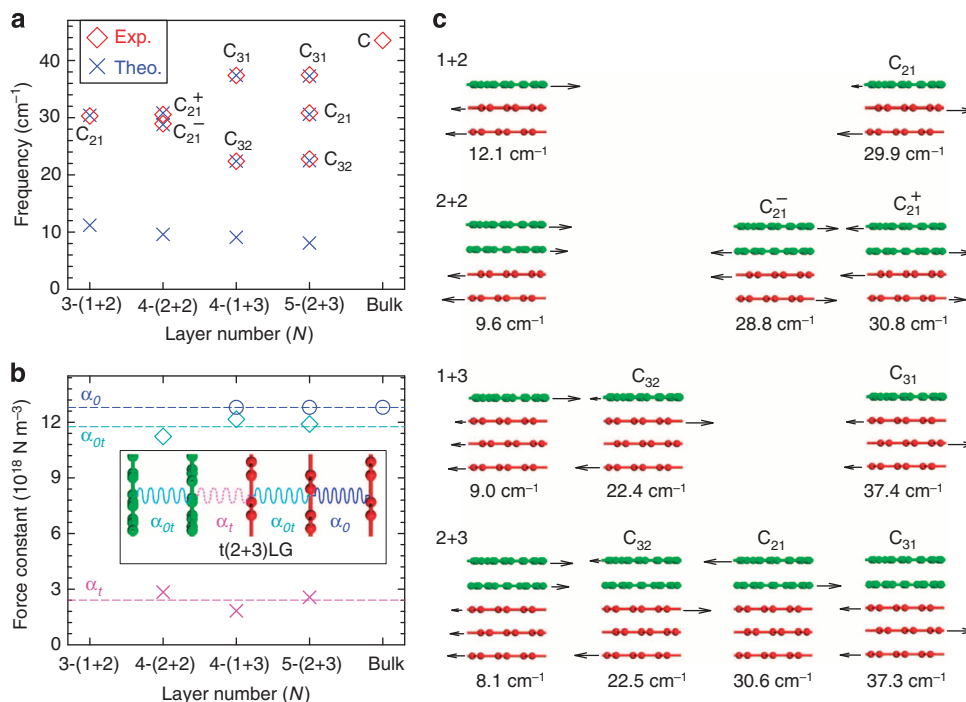 a
Exp.
Theo.
Frequency (cm⁻¹)
40
30
20
10
0
C₂₁
C₂₁⁺
C₂₁⁻
C₃₁
C₃₂
C₃₁
C₂₁
C₃₂
C
3-(1+2) 4-(2+2) 4-(1+3) 5-(2+3) Bulk
Layer number (N)
b
Force constant (10¹⁸ N m⁻³)
12
9
6
3
0
α₀
α₀ₜ
αₜ
α₀ₜ αₜ α₀ₜ α₀
t(2+3)LG
3-(1+2) 4-(2+2) 4-(1+3) 5-(2+3) Bulk
Layer number (N)
c
1+2
C₂₁
12.1 cm⁻¹ 29.9 cm⁻¹
2+2
C₂₁⁻ C₂₁⁺
9.6 cm⁻¹ 28.8 cm⁻¹ 30.8 cm⁻¹
1+3
C₃₂ C₃₁
9.0 cm⁻¹ 22.4 cm⁻¹ 37.4 cm⁻¹
2+3
C₃₂ C₂₁ C₃₁
8.1 cm⁻¹ 22.5 cm⁻¹ 30.6 cm⁻¹ 37.3 cm⁻¹